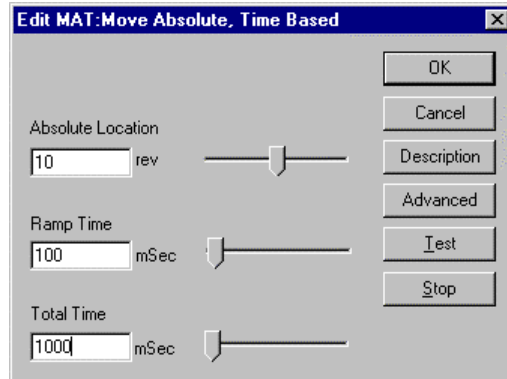 Edit MAT:Move Absolute, Time Based
OK
Cancel
Absolute Location
10 rev
Description
Advanced
Ramp Time
100 mSec
Test
Stop
Total Time
1000 mSec